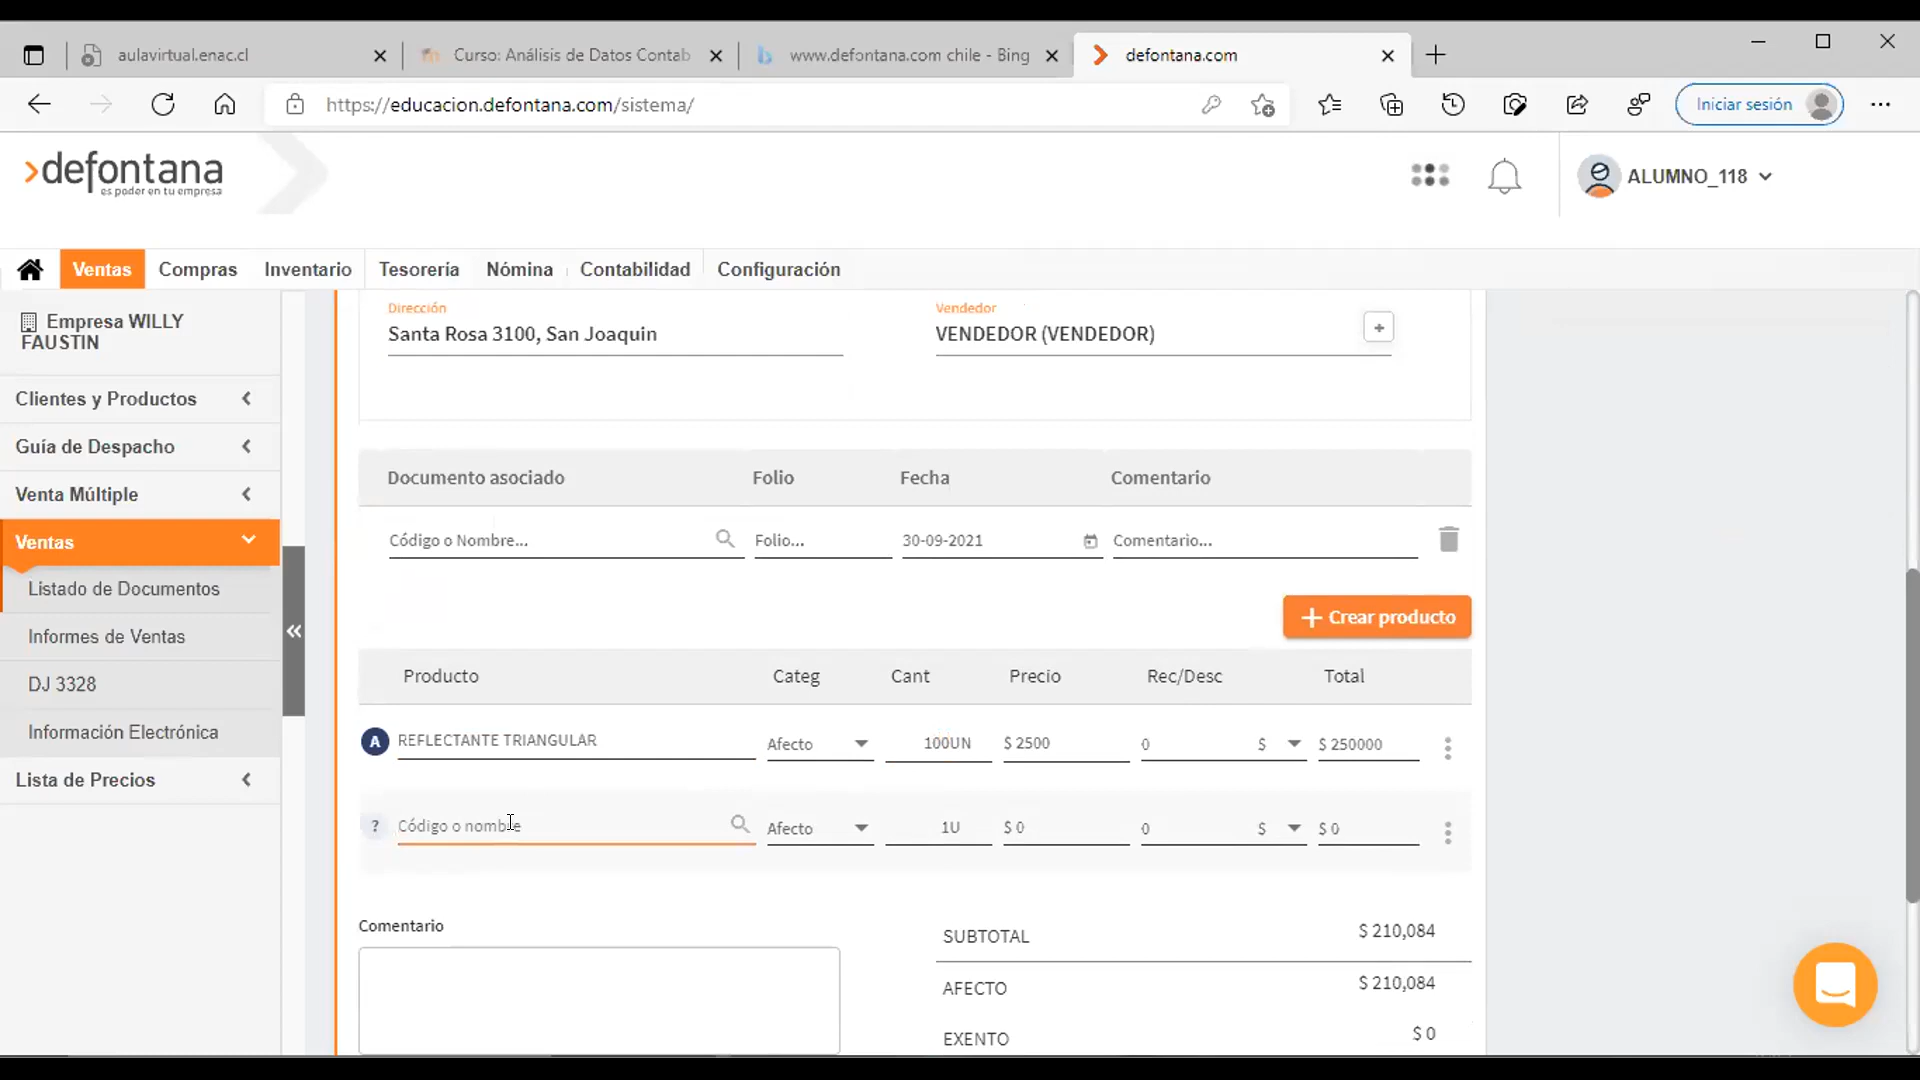 aulavirtual.enac.cl
Curso: Análisis de Datos Contab
www.defontana.com chile - Bing
defontana.com
https://educacion.defontana.com/sistema/
Iniciar sesión
defontana
es poder en tu empresa
ALUMNO_118
Ventas
Compras
Inventario
Tesorería
Nómina
Contabilidad
Configuración
Empresa WILLY
FAUSTIN
Clientes y Productos
Guía de Despacho
Venta Múltiple
Ventas
Listado de Documentos
Informes de Ventas
DJ 3328
Información Electrónica
Lista de Precios
Dirección
Santa Rosa 3100, San Joaquin
Vendedor
VENDEDOR (VENDEDOR)
+
Documento asociado Folio Fecha Comentario
Código o Nombre... Folio... 30-09-2021 Comentario...
+ Crear producto
Producto Categ Cant Precio Rec/Desc Total
A REFLECTANTE TRIANGULAR Afecto 100UN $ 2500 0 $ $ 250000
? Código o nombre Afecto 1U $ 0 0 $ $ 0
Comentario
SUBTOTAL $ 210,084
AFECTO $ 210,084
EXENTO $ 0